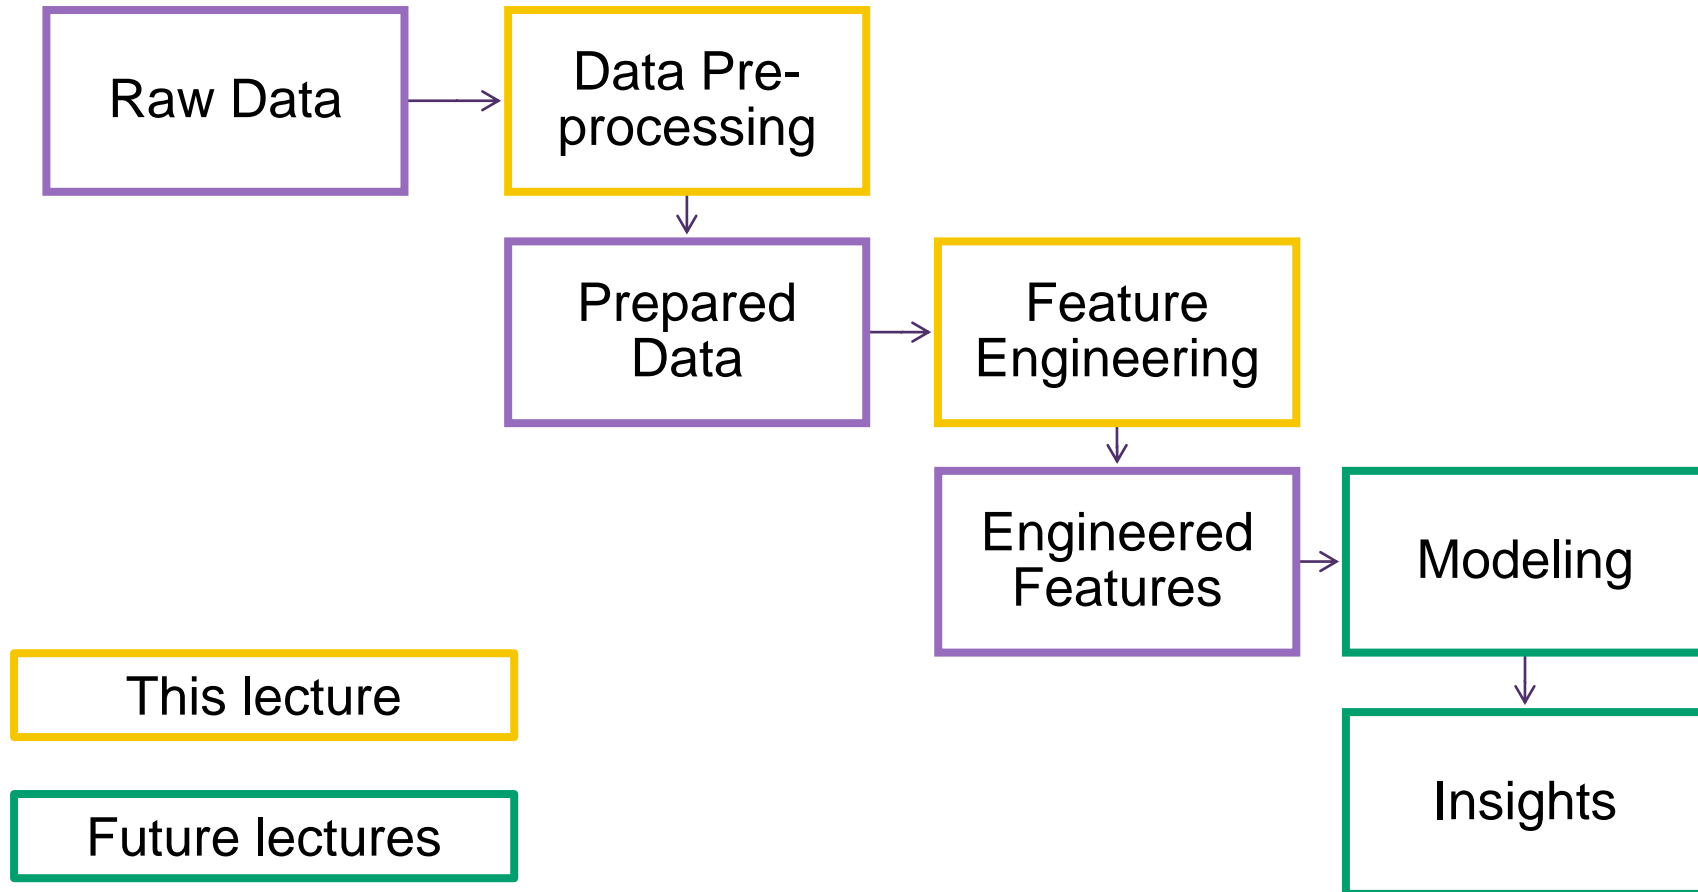 Raw Data
Data Pre-
processing
Prepared
Data
Feature
Engineering
Engineered
Features
Modeling
This lecture
Insights
Future lectures